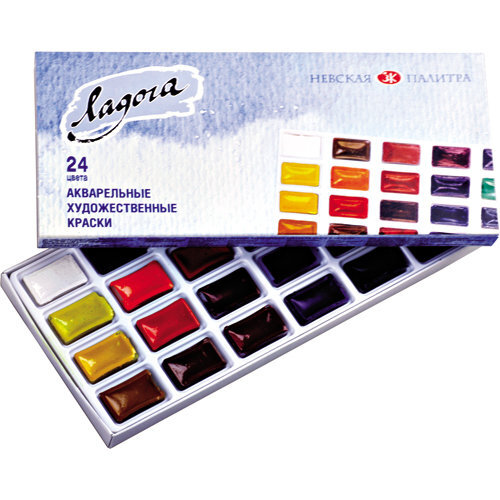 Ладога
НЕВСКАЯ ПАЛИТРА
24
цвета
АКВАРЕЛЬНЫЕ
ХУДОЖЕСТВЕННЫЕ
КРАСКИ